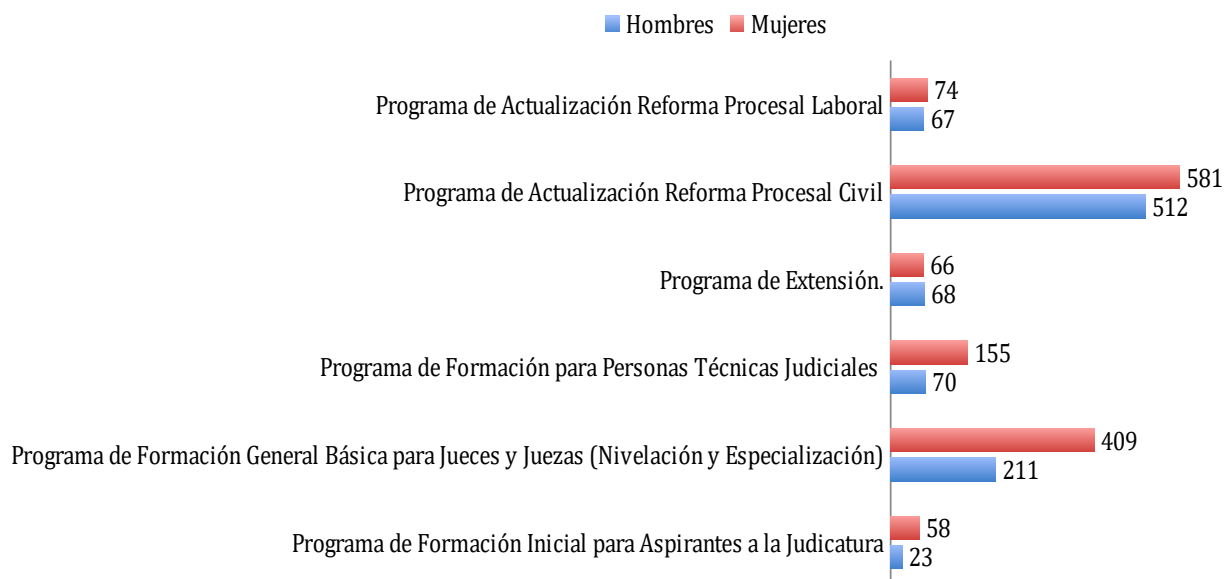 Hombres Mujeres
74
Programa de Actualización Reforma Procesal Laboral
67
581
Programa de Actualización Reforma Procesal Civil
512
66
Programa de Extensión.
68
155
Programa de Formación para Personas Técnicas Judiciales
70
409
Programa de Formación General Básica para Jueces y Juezas (Nivelación y Especialización)
211
58
Programa de Formación Inicial para Aspirantes a la Judicatura
23